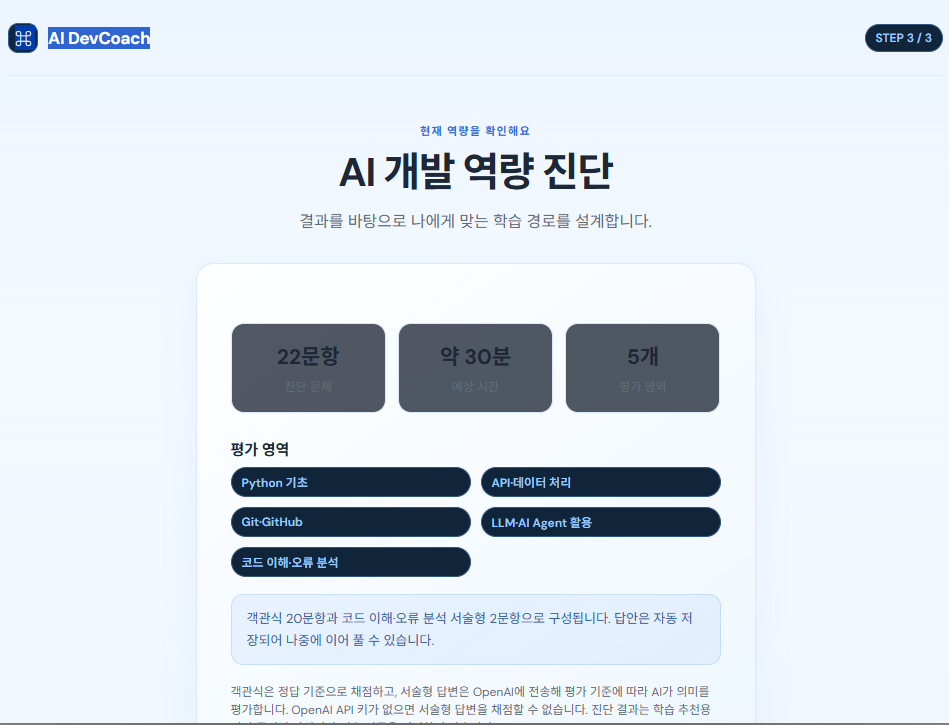 AI DevCoach
STEP 3 / 3
현재 역량을 확인해요
AI 개발 역량 진단
결과를 바탕으로 나에게 맞는 학습 경로를 설계합니다.
22문항
진단 문제
약 30분
예상 시간
5개
평가 영역
평가 영역
Python 기초
API·데이터 처리
Git·GitHub
LLM·AI Agent 활용
코드 이해·오류 분석
객관식 20문항과 코드 이해·오류 분석 서술형 2문항으로 구성됩니다. 답안은 자동 저
장되어 나중에 이어 풀 수 있습니다.
객관식은 정답 기준으로 채점하고, 서술형 답변은 OpenAI에 전송해 평가 기준에 따라 AI가 의미를
평가합니다. OpenAI API 키가 없으면 서술형 답변을 채점할 수 없습니다. 진단 결과는 학습 추천용